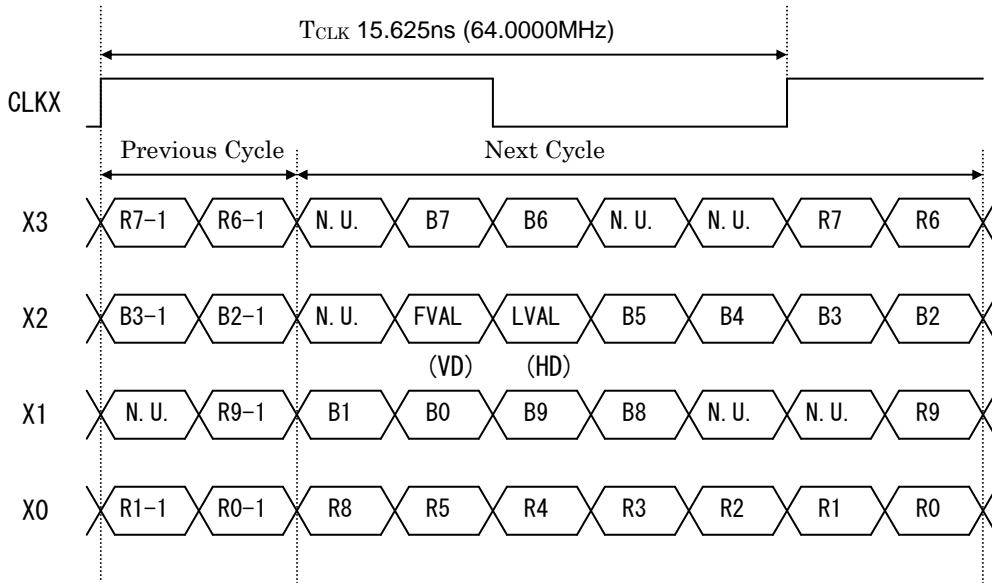 TCLK 15.625ns (64.0000MHz)
CLKX
Previous Cycle Next Cycle
X3 R7-1 R6-1 N.U. B7 B6 N.U. N.U. R7 R6
X2 B3-1 B2-1 N.U. FVAL LVAL B5 B4 B3 B2
(VD) (HD)
X1 N.U. R9-1 B1 B0 B9 B8 N.U. N.U. R9
X0 R1-1 R0-1 R8 R5 R4 R3 R2 R1 R0